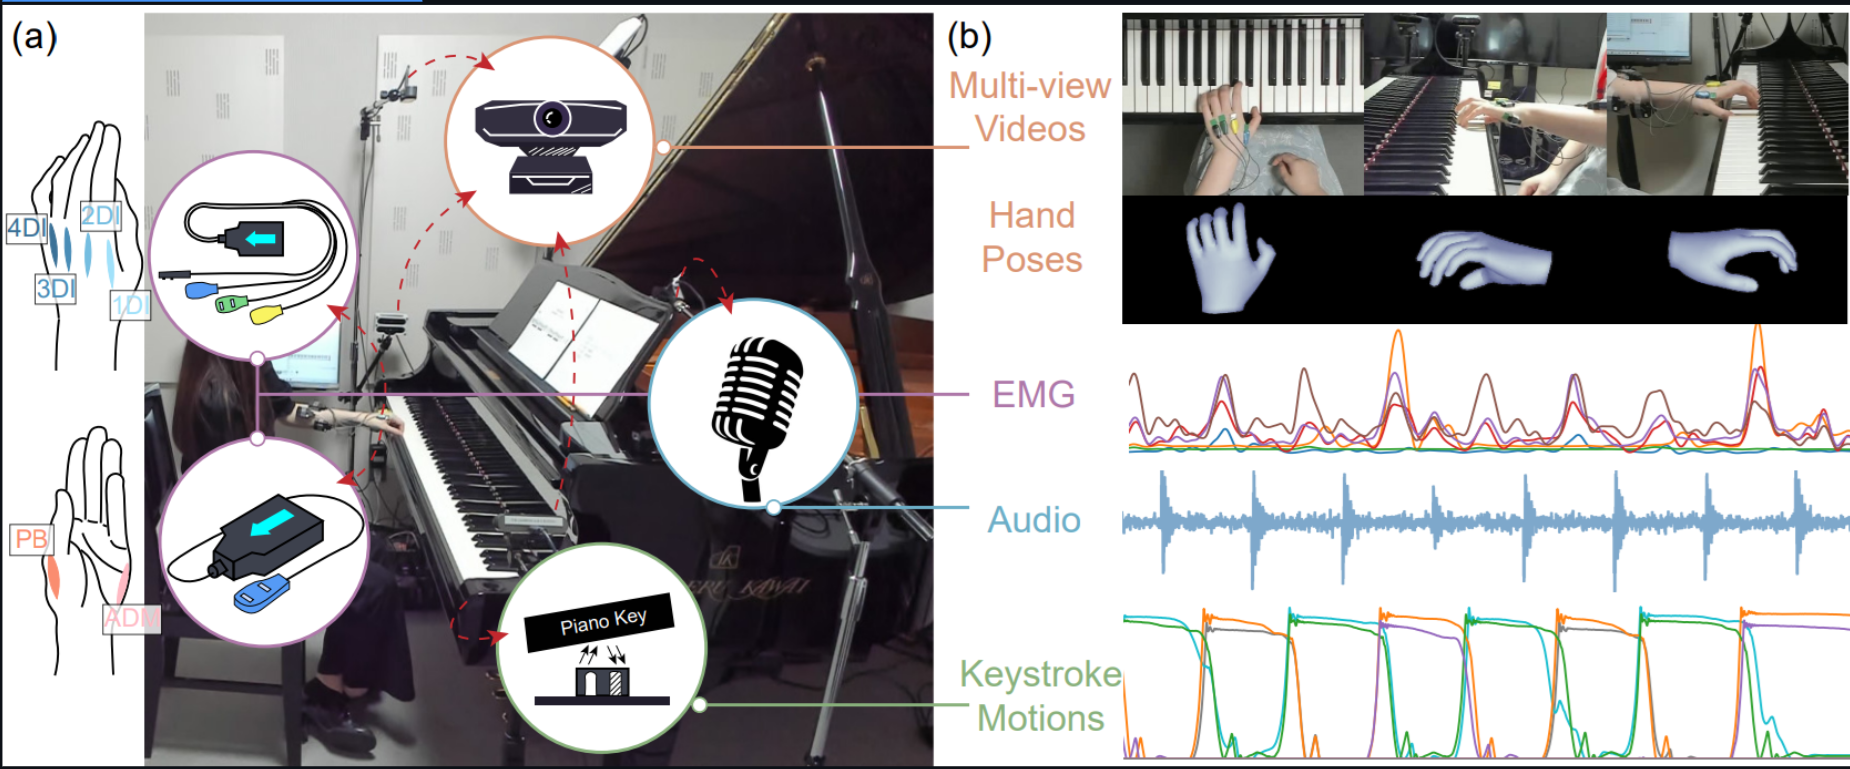 (a)
4DI
2DI
3DI
1DI
PB
ADM
Piano Key
KAWAI
(b)
Multi-view
Videos
Hand
Poses
EMG
Audio
Keystroke
Motions